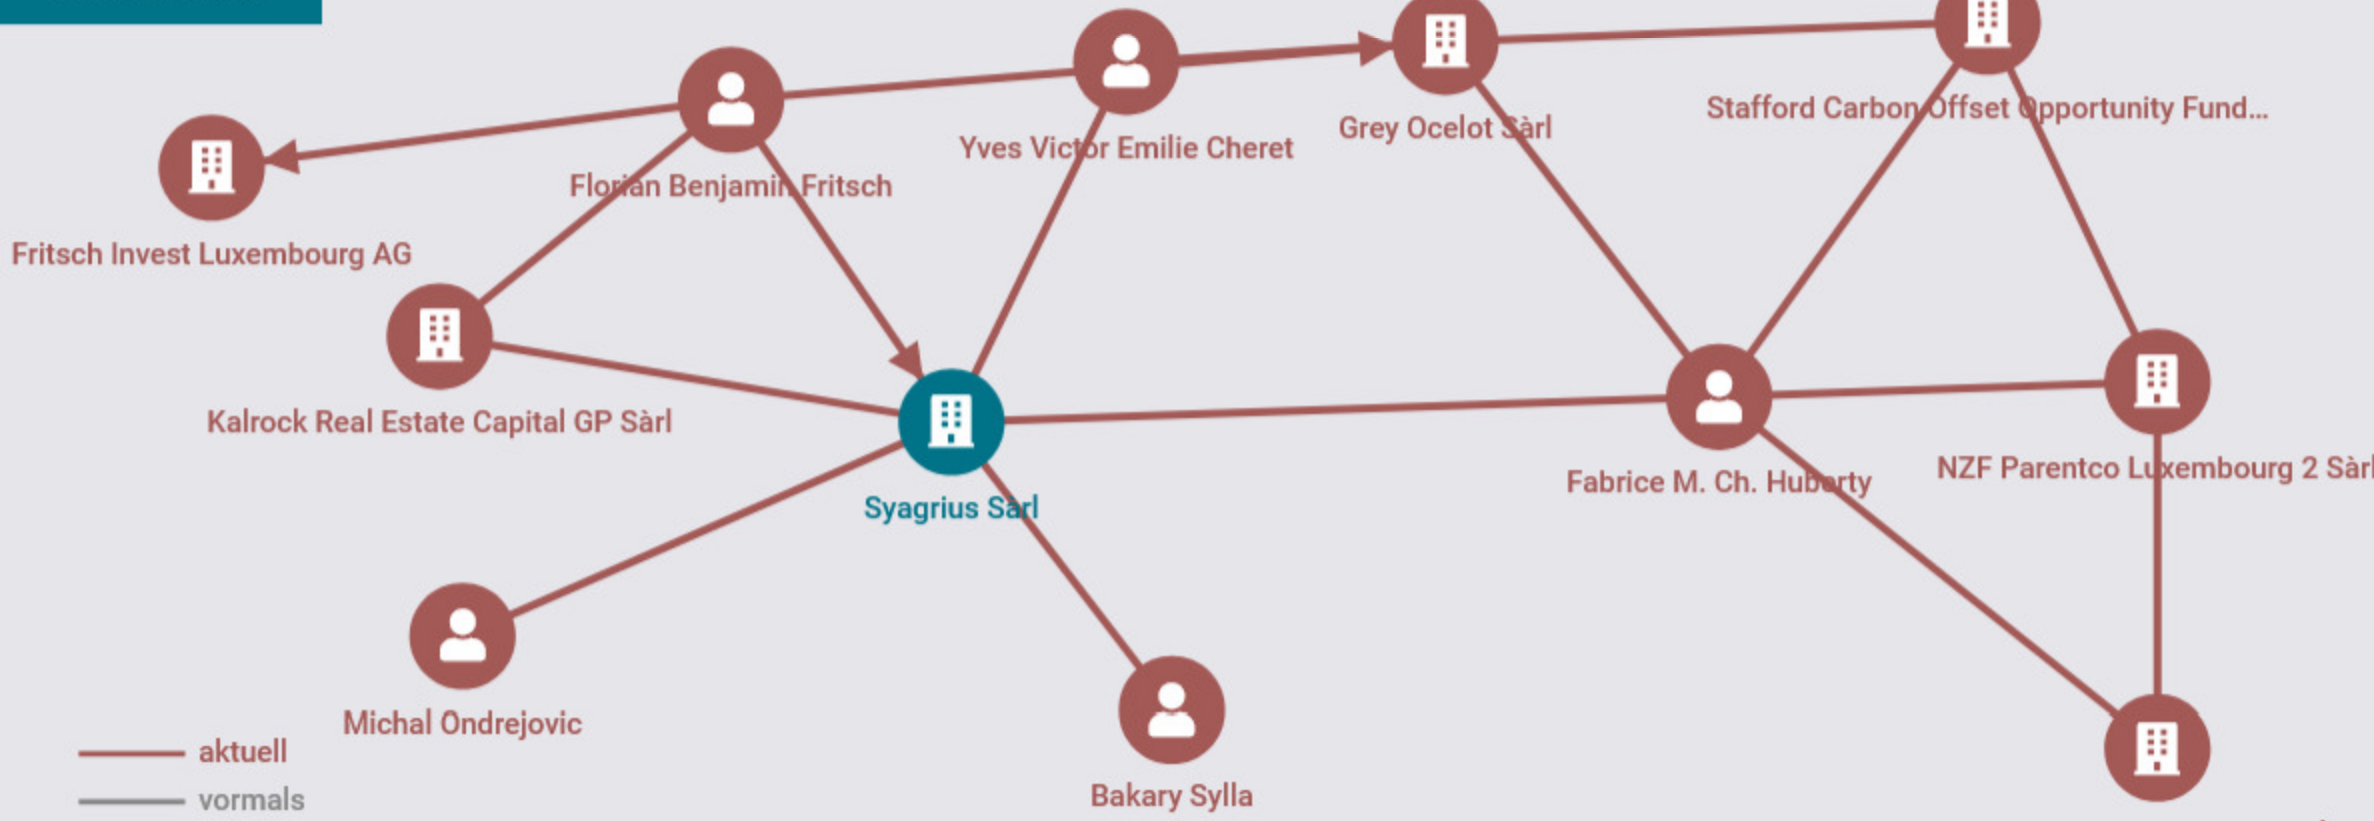 Stafford Carbon Offset Opportunity Fund...
Grey Ocelot Sàrl
Yves Victor Emilie Cheret
Florian Benjamin Fritsch
Fritsch Invest Luxembourg AG
Kalrock Real Estate Capital GP Sàrl
NZF Parentco Luxembourg 2 Sàrl
Fabrice M. Ch. Huberty
Syagrius Sàrl
Michal Ondrejovic
aktuell
Bakary Sylla
vormals